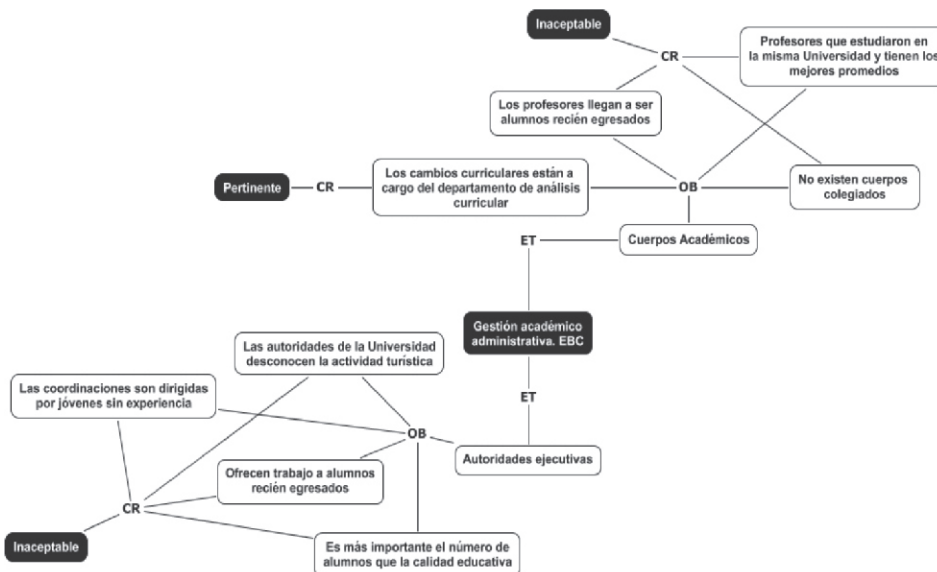 Inaceptable
CR
Profesores que estudiaron en
la misma Universidad y tienen los
mejores promedios
Los profesores llegan a ser
alumnos recién egresados
Pertinente
CR
Los cambios curriculares están a
cargo del departamento de análisis
curricular
OB
No existen cuerpos
colegiados
ET
Cuerpos Académicos
Gestión académico
administrativa. EBC
Las autoridades de la Universidad
desconocen la actividad turística
Las coordinaciones son dirigidas
por jóvenes sin experiencia
ET
OB
Autoridades ejecutivas
Ofrecen trabajo a alumnos
recién egresados
CR
Inaceptable
Es más importante el número de
alumnos que la calidad educativa